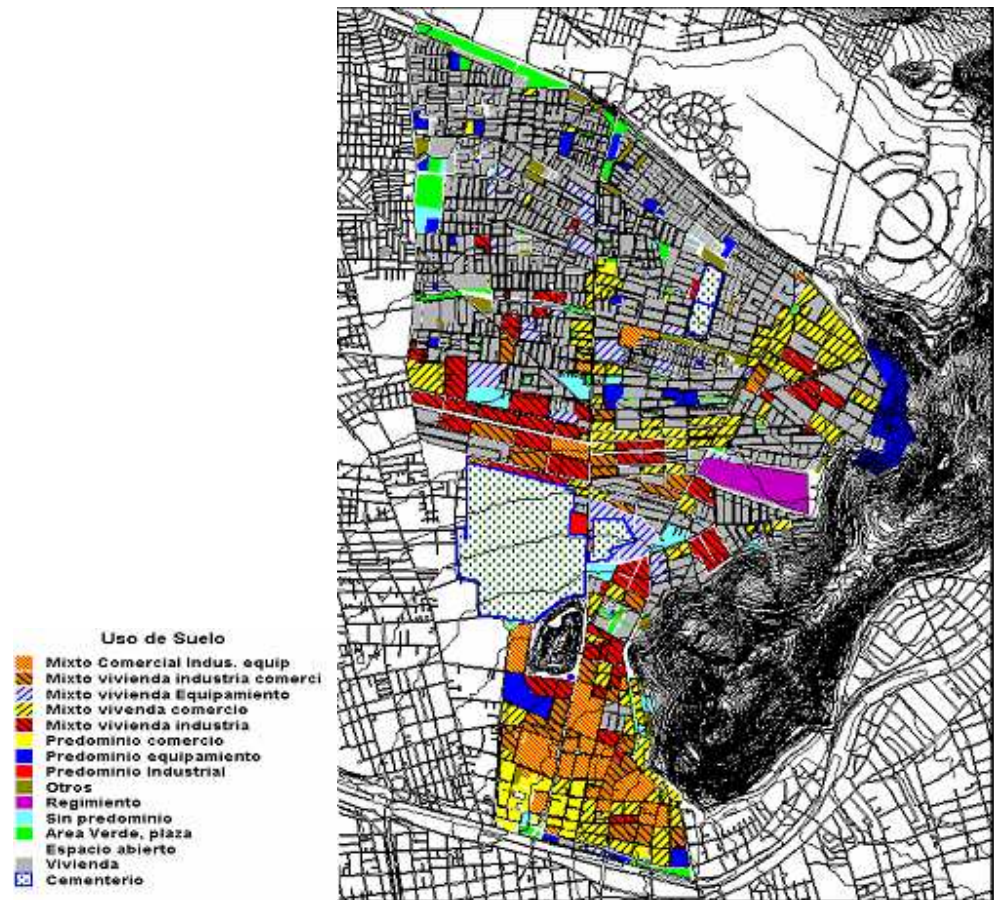 Uso de Suelo
Mixto Comercial Indus. equip
Mixto vivienda industria comerci
Mixto vivienda Equipamiento
Mixto vivenda comercio
Mixto vivienda industria
Predominio comercio
Predominio equipamiento
Predominio Industrial
Otros
Regimiento
Sin predominio
Area Verde, plaza
Espacio abierto
Vivienda
Cementerio